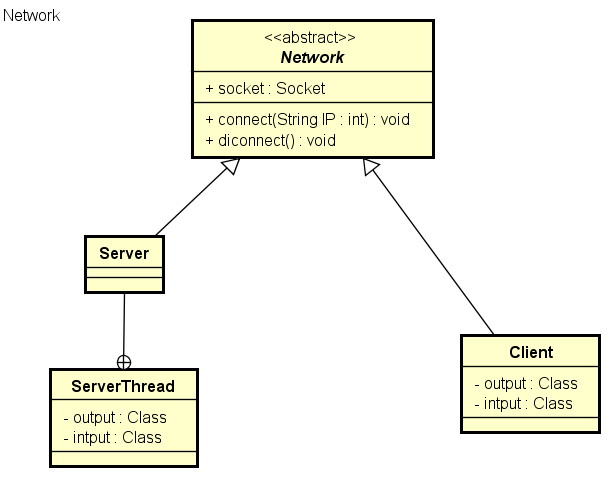 Network
<<abstract>>
Network
+ socket : Socket
+ connect(String IP : int) : void
+ diconnect() : void
Server
ServerThread
- output : Class
- intput : Class
Client
- output : Class
- intput : Class